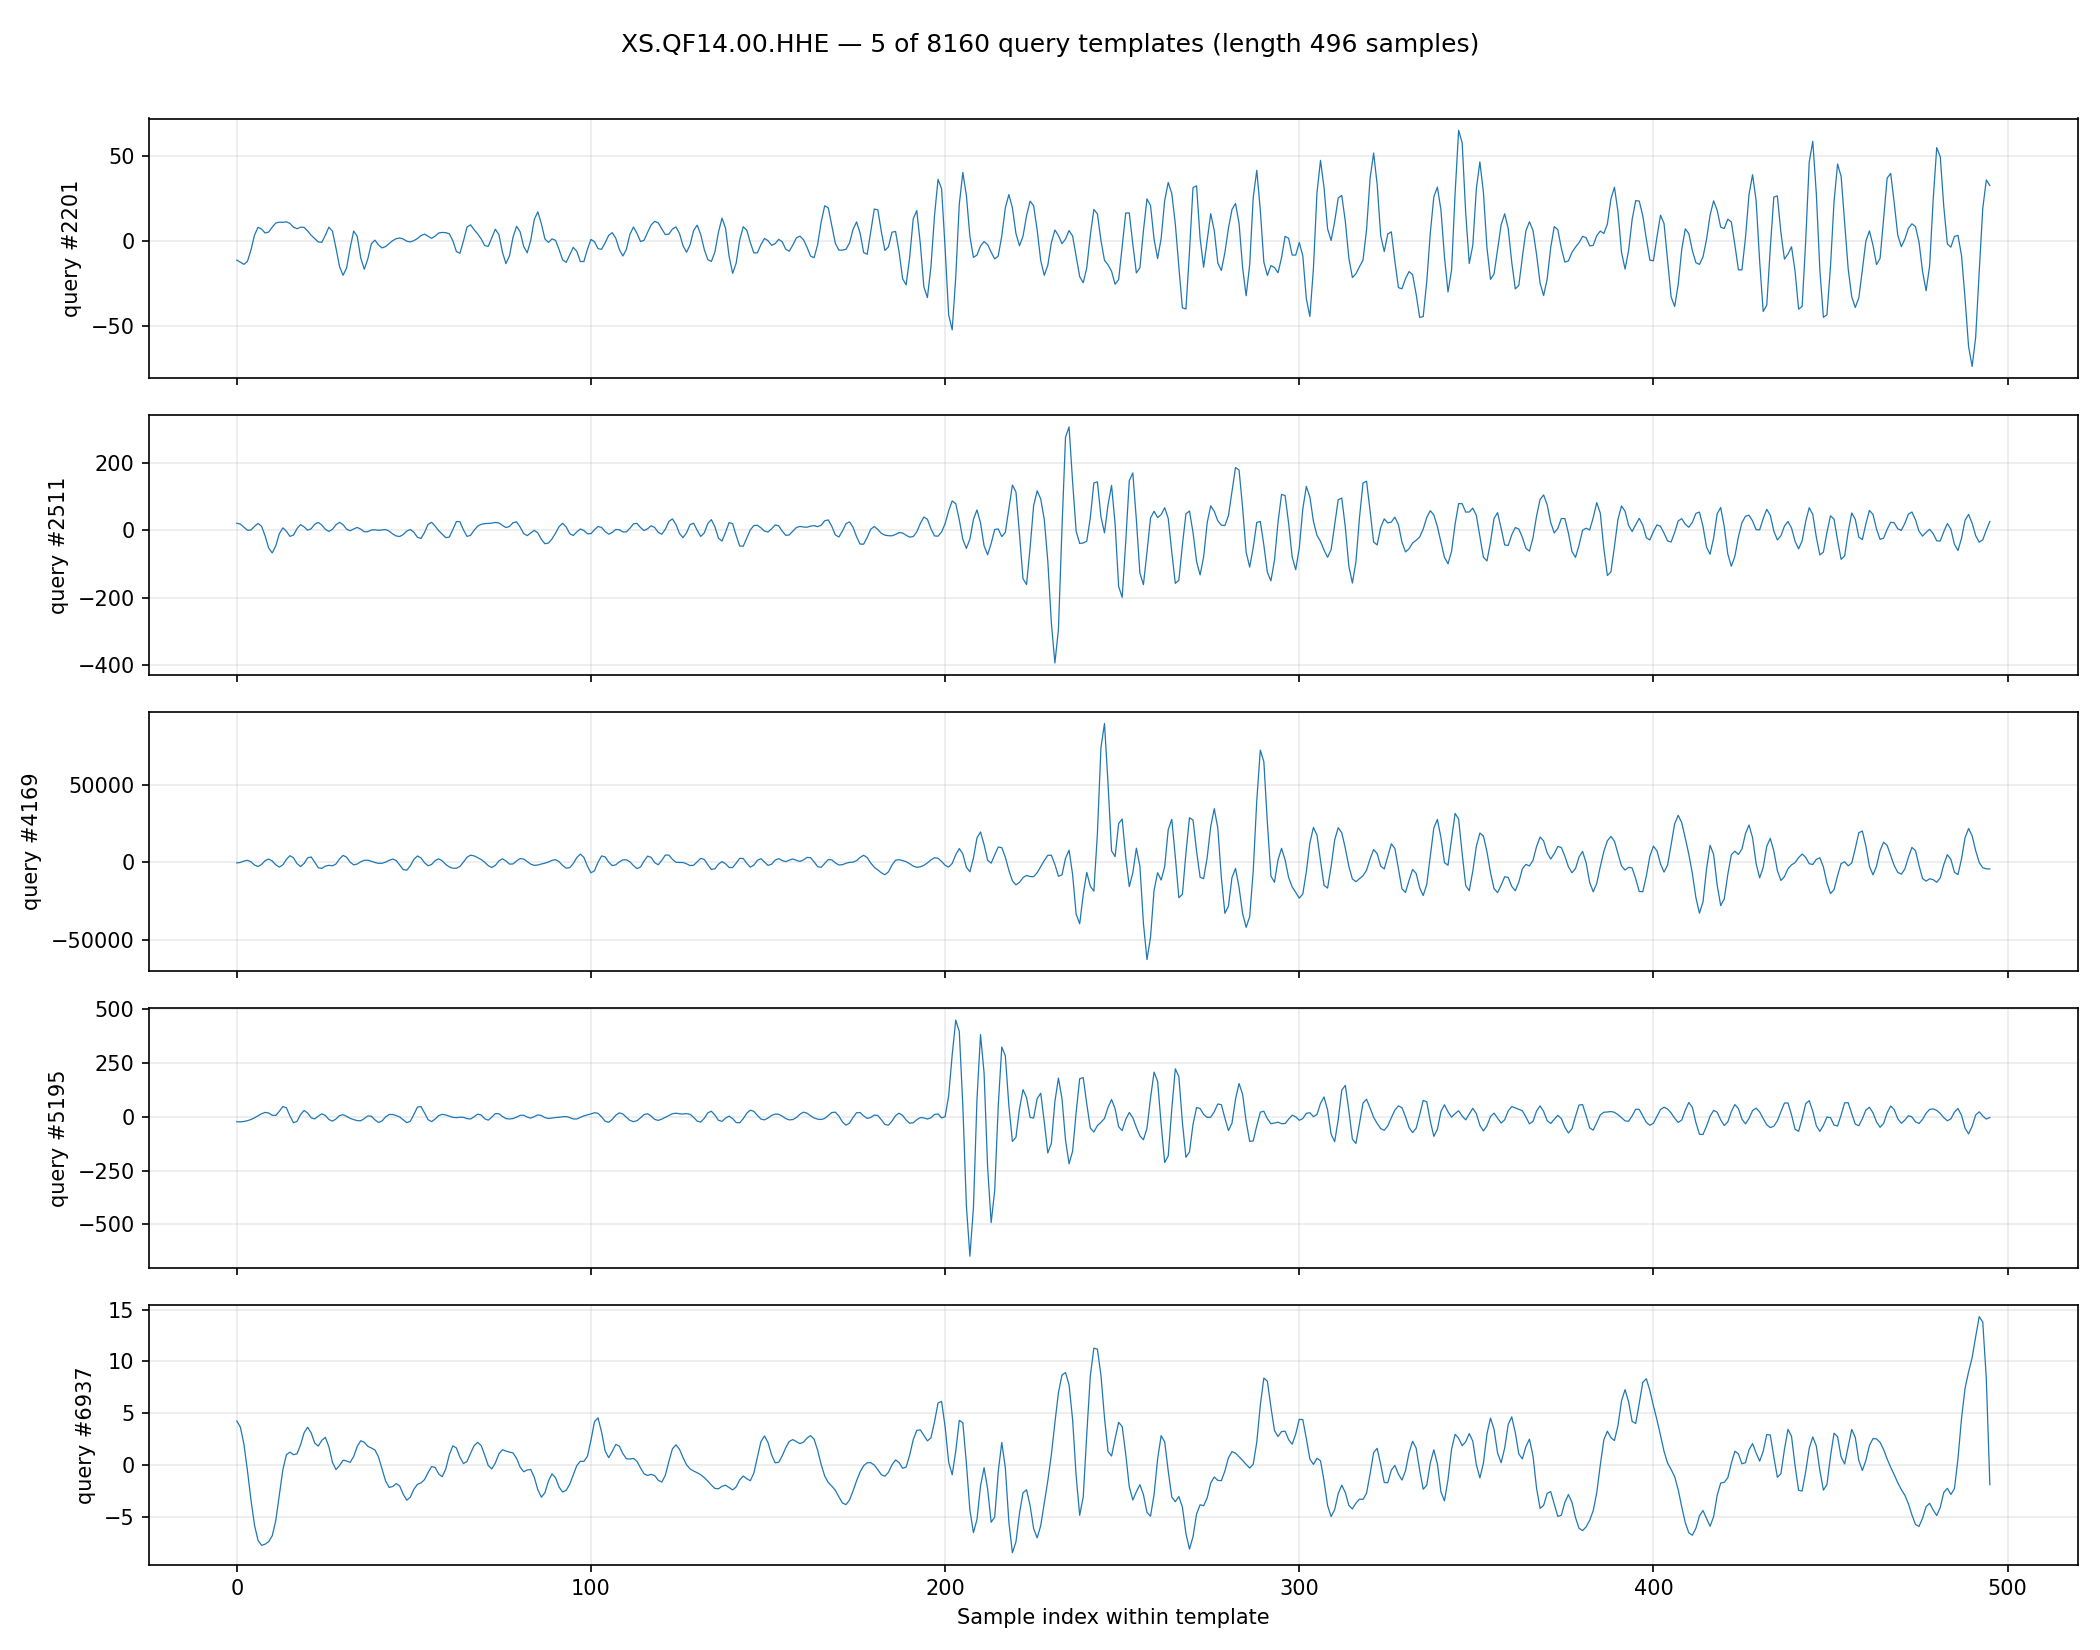 XS.QF14.00.HHE — 5 of 8160 query templates (length 496 samples)
query #2201
50
0
−50
query #2511
200
0
−200
−400
query #4169
50000
0
−50000
query #5195
500
250
0
−250
−500
query #6937
15
10
5
0
−5
0 100 200 300 400 500
Sample index within template